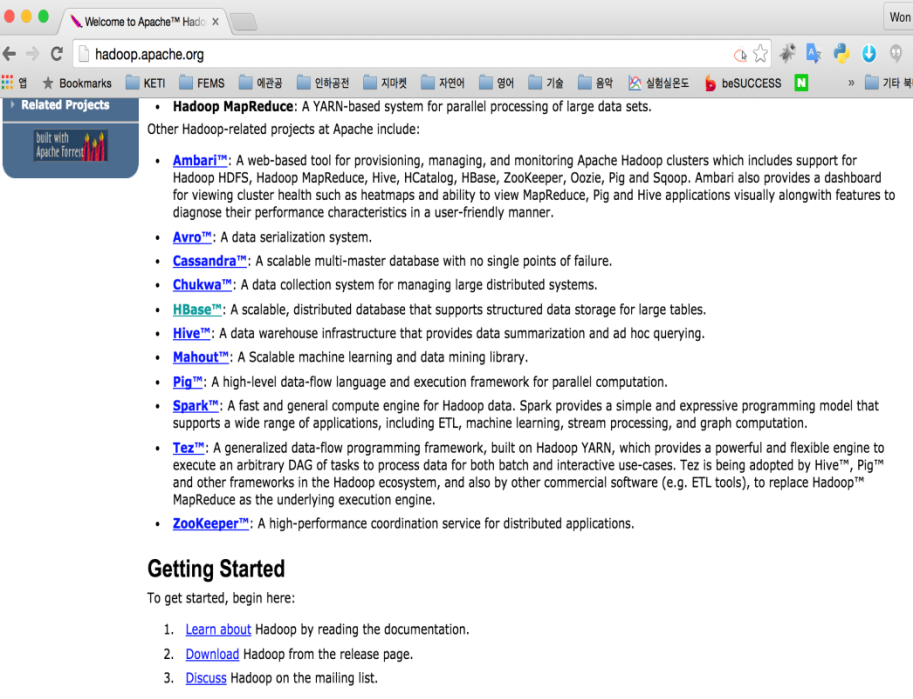 Welcome to Apache™ Hado
Won
hadoop.apache.org
앱 Bookmarks KETI FEMS 에관공 인하공전 지마켓 자연어 영어 기술 음악 실험실온도 beSUCCESS N » 기타
Related Projects
built with
Apache Forrest
• Hadoop MapReduce: A YARN-based system for parallel processing of large data sets.
Other Hadoop-related projects at Apache include:
• Ambari™: A web-based tool for provisioning, managing, and monitoring Apache Hadoop clusters which includes support for
Hadoop HDFS, Hadoop MapReduce, Hive, HCatalog, HBase, ZooKeeper, Oozie, Pig and Sqoop. Ambari also provides a dashboard
for viewing cluster health such as heatmaps and ability to view MapReduce, Pig and Hive applications visually alongwith features to
diagnose their performance characteristics in a user-friendly manner.
• Avro™: A data serialization system.
• Cassandra™: A scalable multi-master database with no single points of failure.
• Chukwa™: A data collection system for managing large distributed systems.
• HBase™: A scalable, distributed database that supports structured data storage for large tables.
• Hive™: A data warehouse infrastructure that provides data summarization and ad hoc querying.
• Mahout™: A Scalable machine learning and data mining library.
• Pig™: A high-level data-flow language and execution framework for parallel computation.
• Spark™: A fast and general compute engine for Hadoop data. Spark provides a simple and expressive programming model that
supports a wide range of applications, including ETL, machine learning, stream processing, and graph computation.
• Tez™: A generalized data-flow programming framework, built on Hadoop YARN, which provides a powerful and flexible engine to
execute an arbitrary DAG of tasks to process data for both batch and interactive use-cases. Tez is being adopted by Hive™, Pig™
and other frameworks in the Hadoop ecosystem, and also by other commercial software (e.g. ETL tools), to replace Hadoop™
MapReduce as the underlying execution engine.
• ZooKeeper™: A high-performance coordination service for distributed applications.
Getting Started
To get started, begin here:
1. Learn about Hadoop by reading the documentation.
2. Download Hadoop from the release page.
3. Discuss Hadoop on the mailing list.